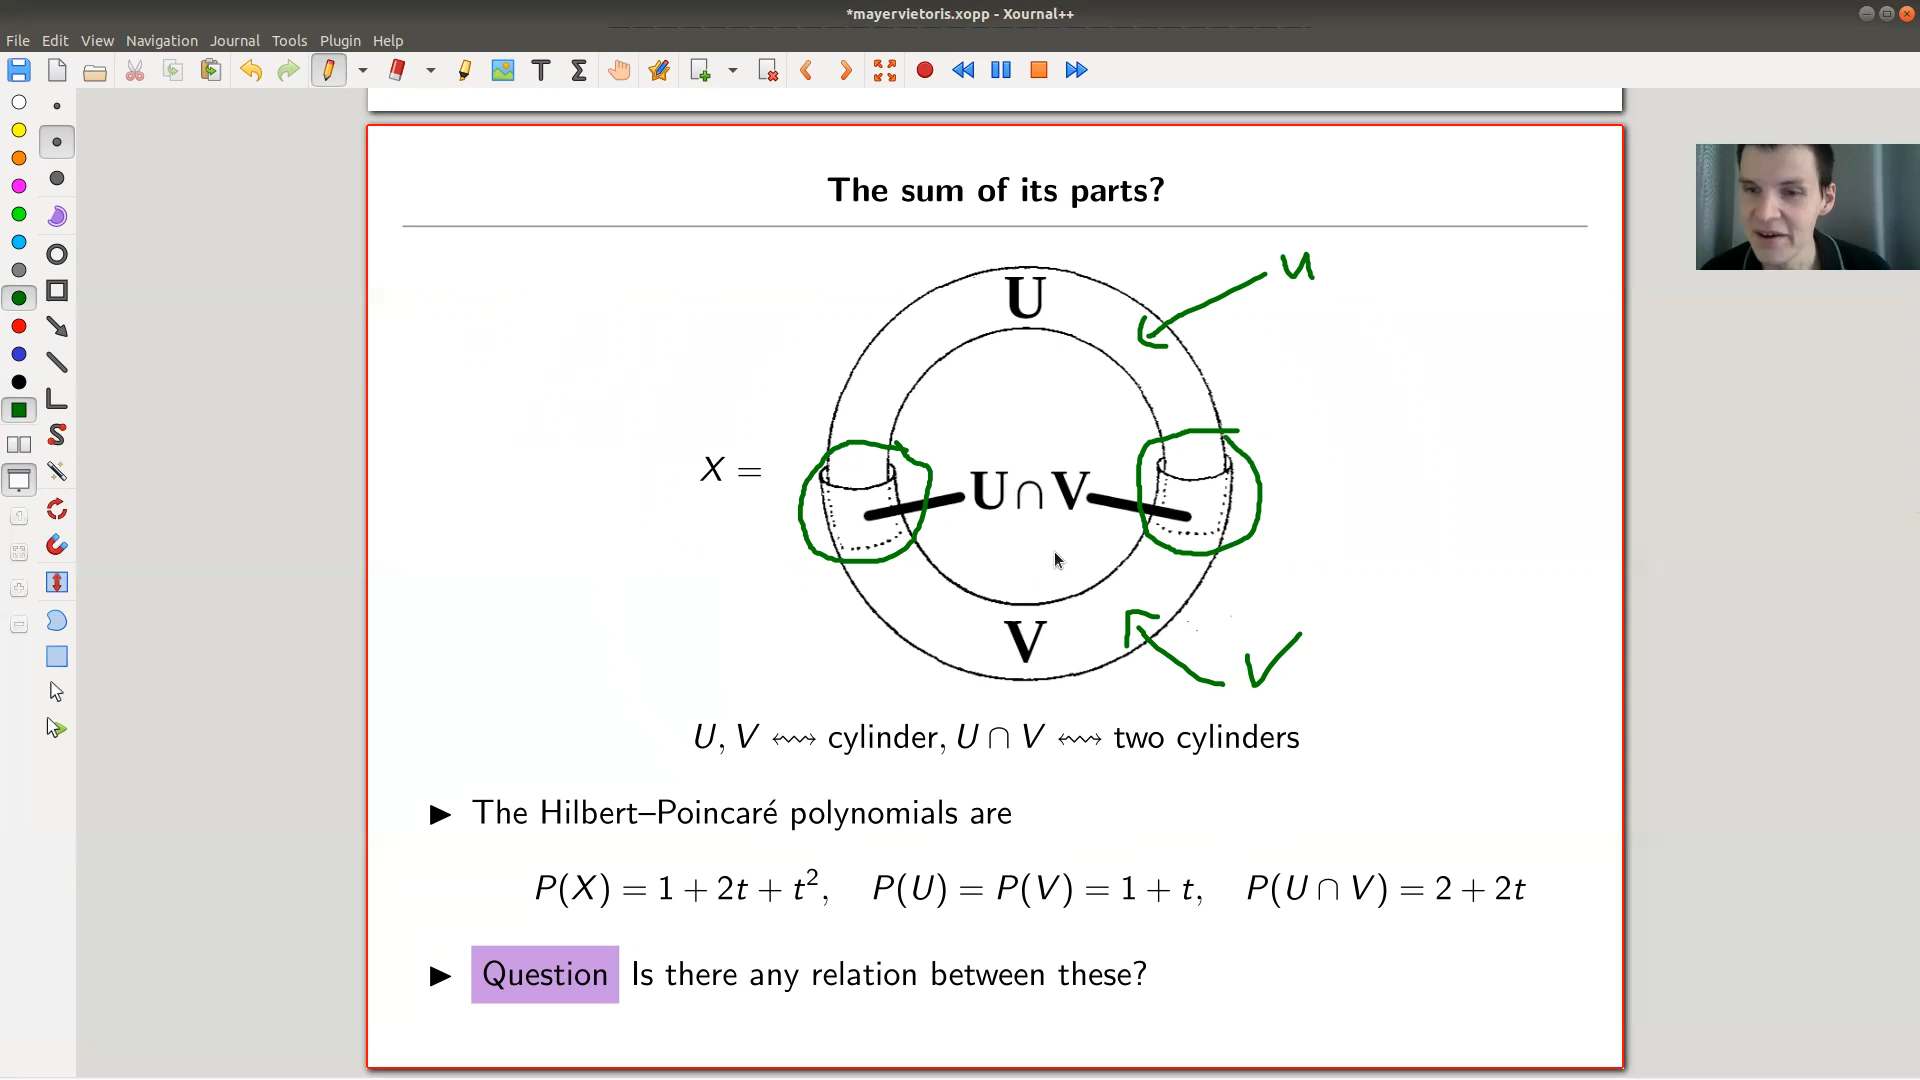 *mayervietoris.xopp - Xournal++
File Edit View Navigation Journal Tools Plugin Help
The sum of its parts?
U
u
X =
U∩V
V
V
U, V ⇝ cylinder, U ∩ V ⇝ two cylinders
▶ The Hilbert–Poincaré polynomials are
P(X) = 1 + 2t + t², P(U) = P(V) = 1 + t, P(U ∩ V) = 2 + 2t
▶ Question Is there any relation between these?